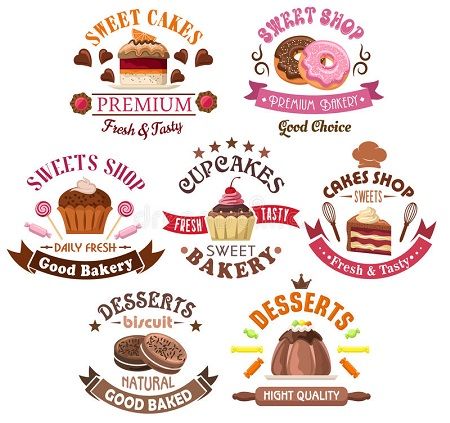 SWEET CAKES
PREMIUM
Fresh & Tasty
SWEET SHOP
PREMIUM BAKERY
Good Choice
SWEETS SHOP
DAILY FRESH
Good Bakery
CUPCAKES
FRESH TASTY
SWEET
BAKERY
CAKES SHOP
SWEETS
Fresh & Tasty
DESSERTS
biscuit
NATURAL
GOOD BAKED
DESSERTS
HIGHT QUALITY